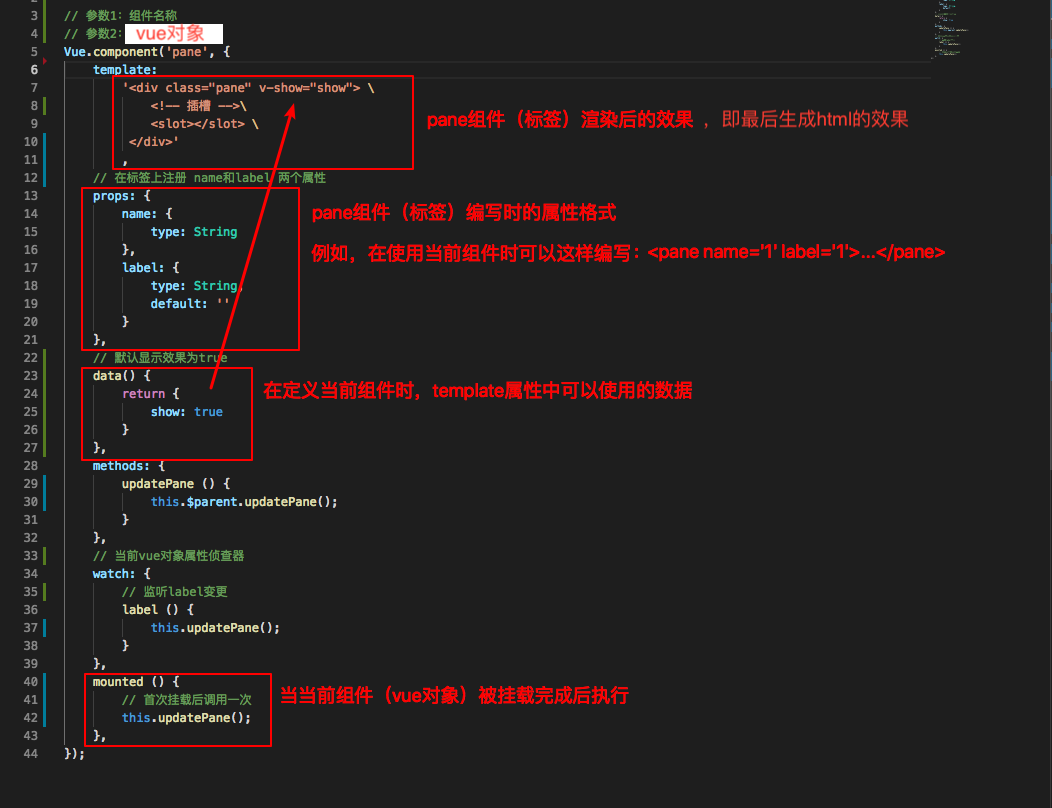 3 // 参数1：组件名称
4 // 参数2： vue对象
5 Vue.component('pane', {
6 template:
7 '<div class="pane" v-show="show"> \
8 <!-- 插槽 -->\
9 <slot></slot> \
pane组件（标签）渲染后的效果 ，即最后生成html的效果
10 </div>'
11 ,
12 // 在标签上注册 name和label 两个属性
13 props: {
14 name: {
pane组件（标签）编写时的属性格式
15 type: String
16 },
例如，在使用当前组件时可以这样编写：<pane name='1' label='1'>...</pane>
17 label: {
18 type: String,
19 default: ''
20 }
21 },
22 // 默认显示效果为true
23 data() {
24 return {
在定义当前组件时，template属性中可以使用的数据
25 show: true
26 }
27 },
28 methods: {
29 updatePane () {
30 this.$parent.updatePane();
31 }
32 },
33 // 当前vue对象属性侦查器
34 watch: {
35 // 监听label变更
36 label () {
37 this.updatePane();
38 }
39 },
40 mounted () {
41 // 首次挂载后调用一次
当当前组件（vue对象）被挂载完成后执行
42 this.updatePane();
43 },
44 });